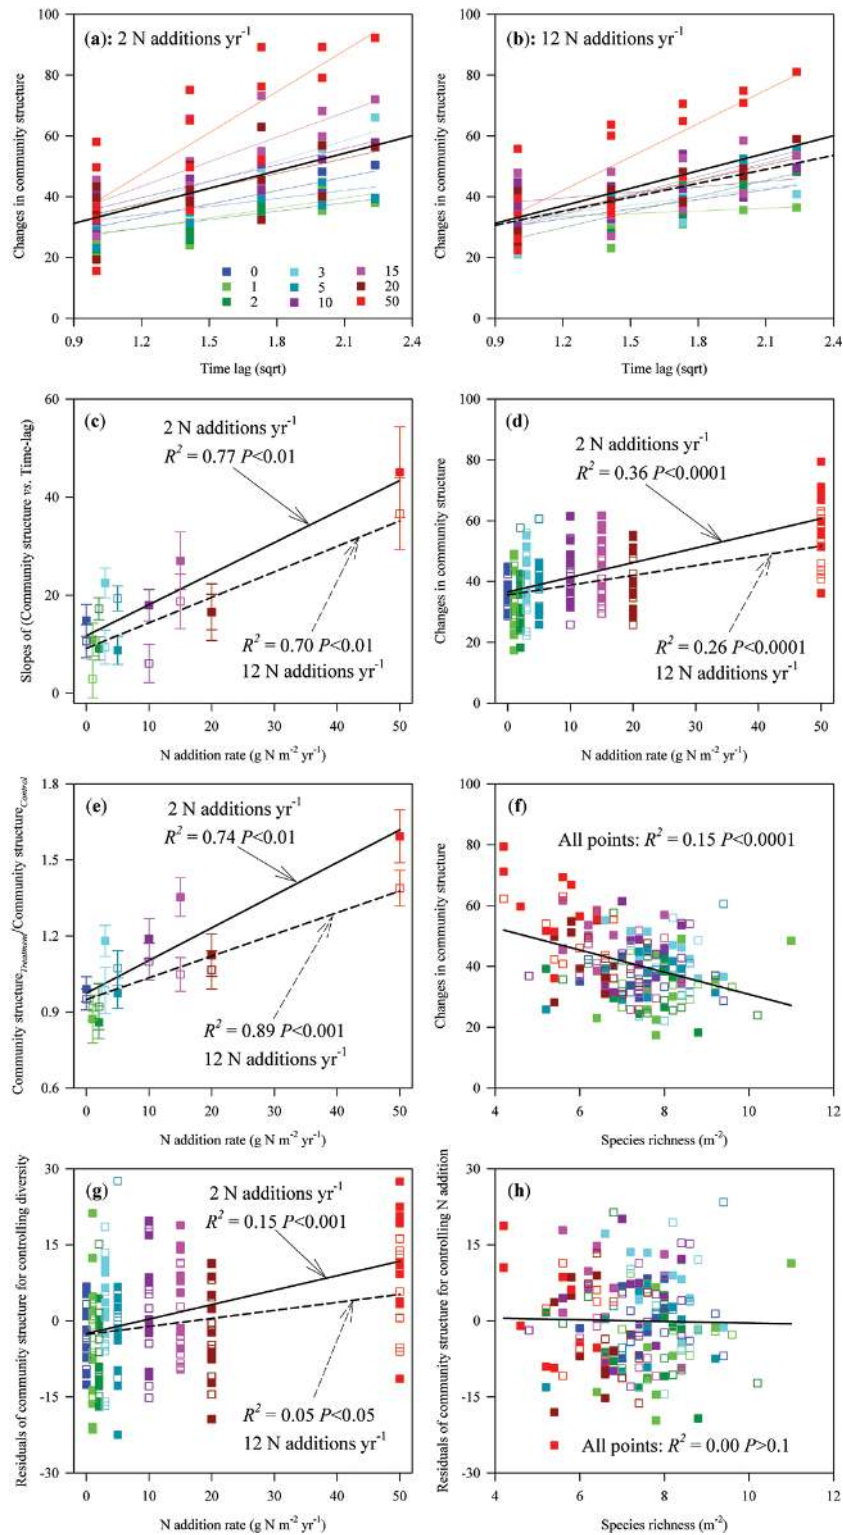 (a): 2 N additions yr-1
(b): 12 N additions yr-1
Changes in community structure
100
80
60
40
20
0
0 3 15
1 5 20
2 10 50
0.9 1.2 1.5 1.8 2.1 2.4
Time lag (sqrt)
Changes in community structure
100
80
60
40
20
0
0.9 1.2 1.5 1.8 2.1 2.4
Time lag (sqrt)
(c)
2 N additions yr-1
R2 = 0.77 P<0.01
Slopes of (Community structure vs. Time-lag)
60
40
20
0
R2 = 0.70 P<0.01
12 N additions yr-1
0 10 20 30 40 50
N addition rate (g N m-2 yr-1)
(d)
2 N additions yr-1
R2 = 0.36 P<0.0001
Changes in community structure
100
80
60
40
20
0
R2 = 0.26 P<0.0001
12 N additions yr-1
0 10 20 30 40 50
N addition rate (g N m-2 yr-1)
(e)
2 N additions yr-1
R2 = 0.74 P<0.01
Community structureTreatment/Community structureControl
1.8
1.5
1.2
0.9
0.6
R2 = 0.89 P<0.001
12 N additions yr-1
0 10 20 30 40 50
N addition rate (g N m-2 yr-1)
(f)
All points: R2 = 0.15 P<0.0001
Changes in community structure
100
80
60
40
20
0
4 6 8 10 12
Species richness (m-2)
(g)
2 N additions yr-1
R2 = 0.15 P<0.001
Residuals of community structure for controlling diversity
30
15
0
-15
-30
R2 = 0.05 P<0.05
12 N additions yr-1
0 10 20 30 40 50
N addition rate (g N m-2 yr-1)
(h)
Residuals of community structure for controlling N addition
30
15
0
-15
-30
All points: R2 = 0.00 P>0.1
4 6 8 10 12
Species richness (m-2)